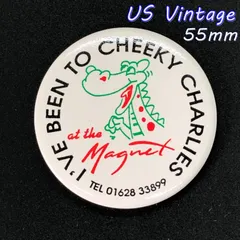 US Vintage
55mm
I'VE BEEN TO CHEEKY CHARLIES
at the
Magnet
TEL 01628 33899